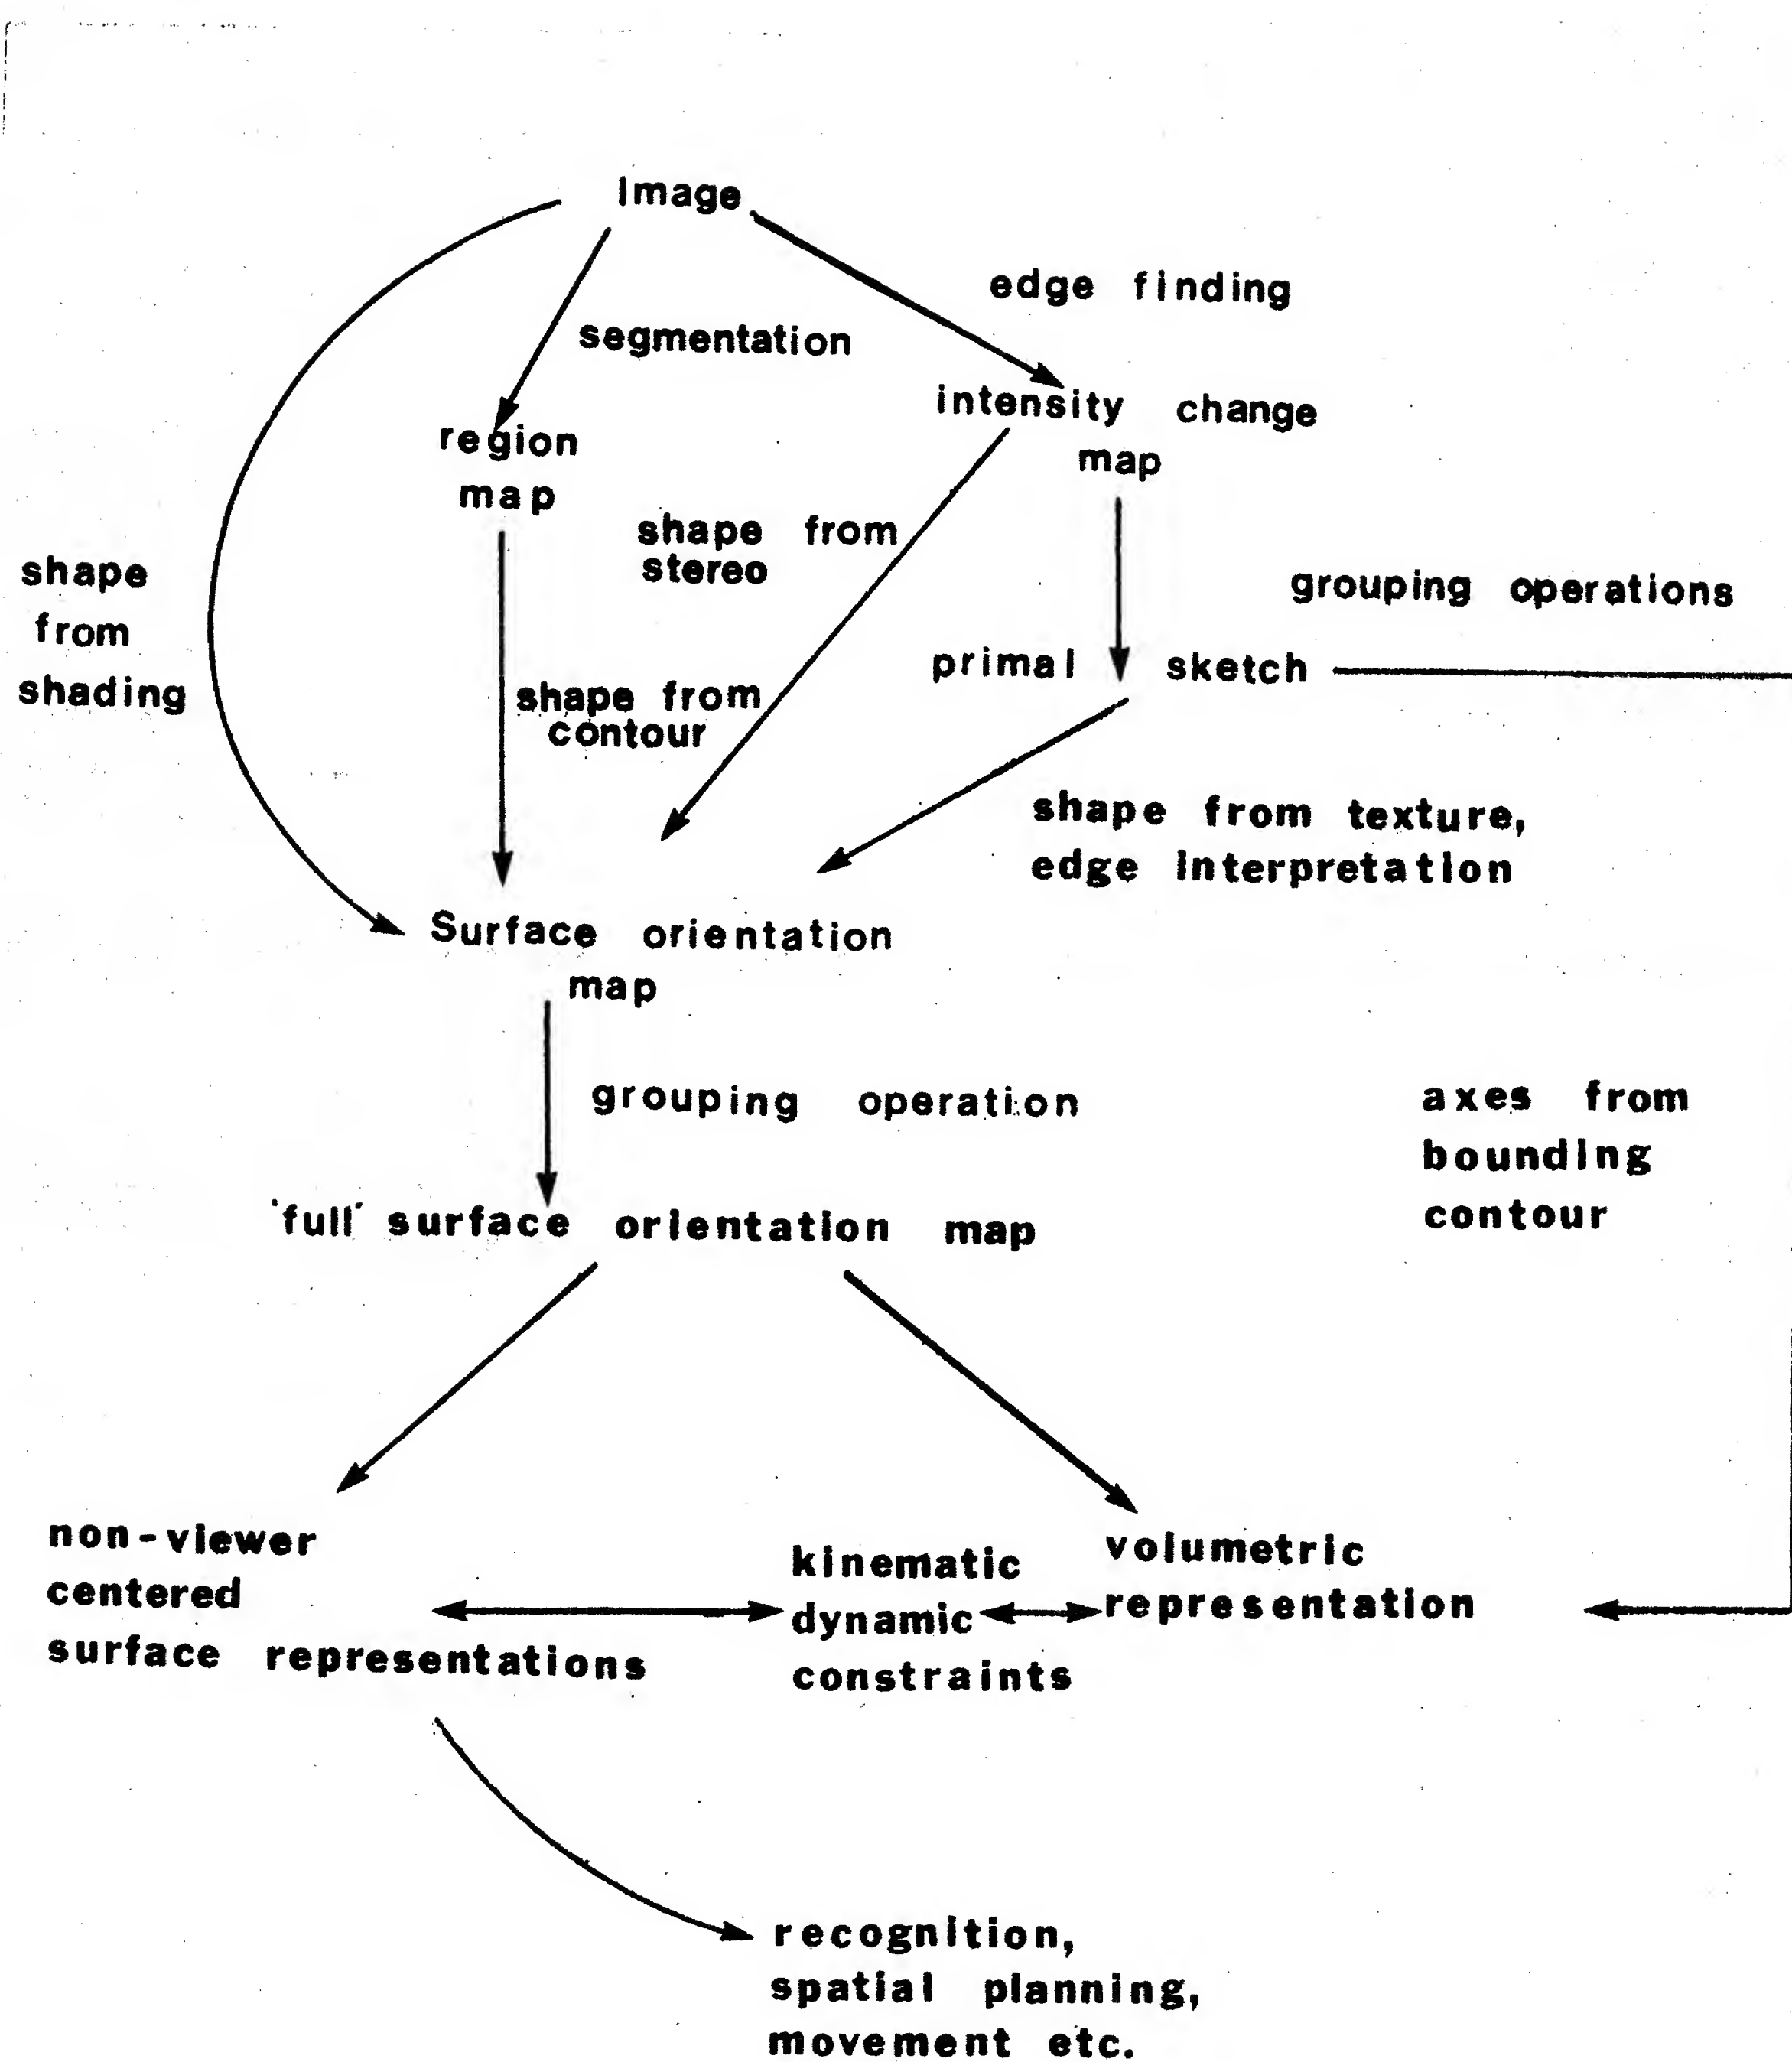 Image
edge finding
segmentation
intensity change
map
region
map
shape from
stereo
shape
from
shading
grouping operations
primal sketch
shape from
contour
shape from texture,
edge interpretation
Surface orientation
map
grouping operation
axes from
bounding
contour
'full' surface orientation map
non-viewer
centered
surface representations
kinematic
dynamic
constraints
volumetric
representation
recognition,
spatial planning,
movement etc.